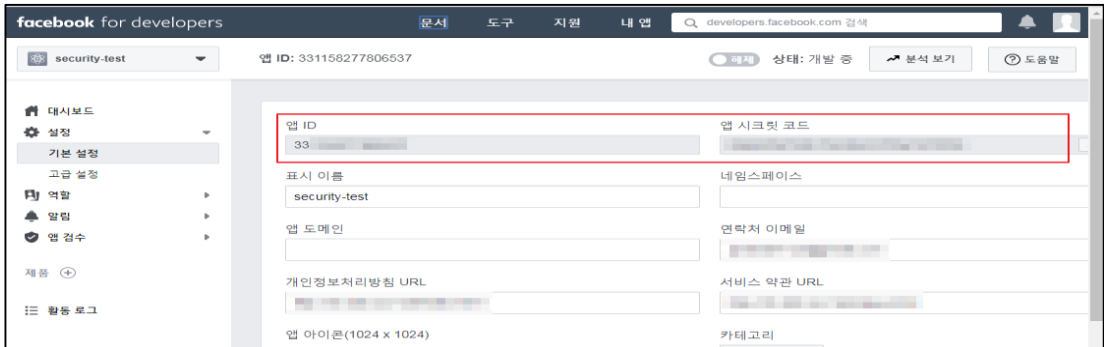 facebook for developers 문서 도구 지원 내 앱 developers.facebook.com 검색
security-test 앱 ID: 331158277806537 해제 상태: 개발 중 분석 보기 도움말
대시보드
설정
기본 설정
고급 설정
역할
알림
앱 검수
제품
활동 로그
앱 ID 앱 시크릿 코드
33
표시 이름 네임스페이스
security-test
앱 도메인 연락처 이메일
개인정보처리방침 URL 서비스 약관 URL
앱 아이콘(1024 x 1024) 카테고리